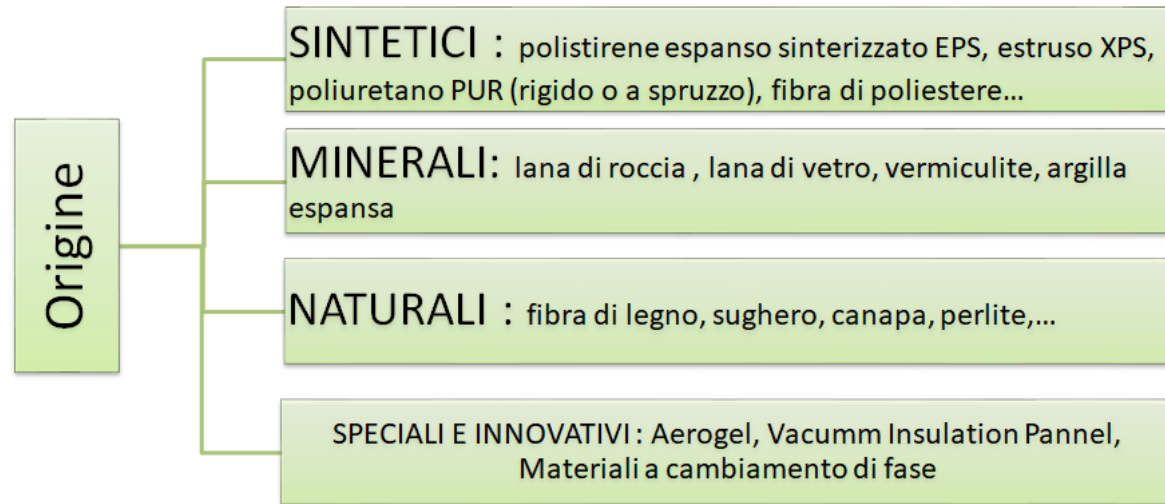 Origine
SINTETICI : polistirene espanso sinterizzato EPS, estruso XPS,
poliuretano PUR (rigido o a spruzzo), fibra di poliestere...
MINERALI: lana di roccia , lana di vetro, vermiculite, argilla
espansa
NATURALI : fibra di legno, sughero, canapa, perlite,...
SPECIALI E INNOVATIVI : Aerogel, Vacumm Insulation Pannel,
Materiali a cambiamento di fase